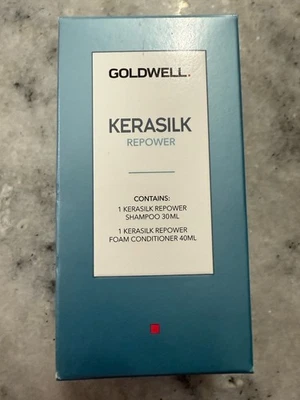 GOLDWELL.
KERASILK
REPOWER
CONTAINS:
1 KERASILK REPOWER
SHAMPOO 30ML
1 KERASILK REPOWER
FOAM CONDITIONER 40ML